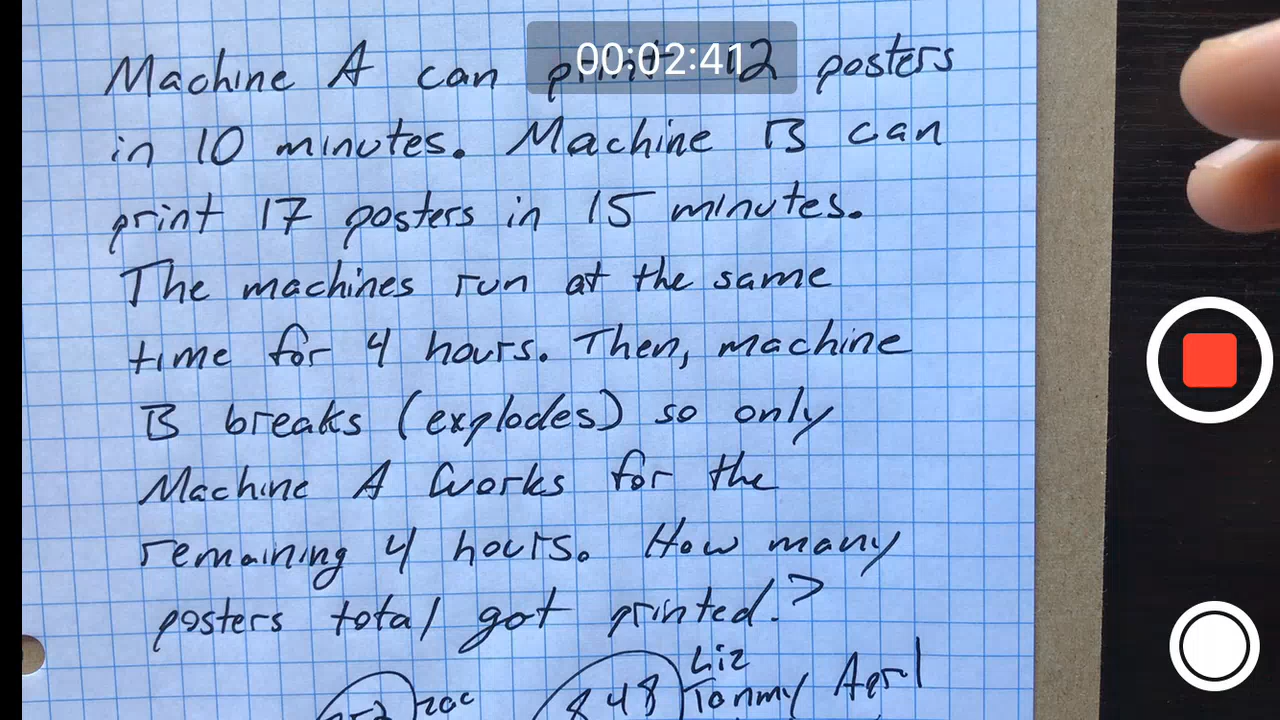 00:02:41
Machine A can print 12 posters
in 10 minutes. Machine B can
print 17 posters in 15 minutes.
The machines run at the same
time for 4 hours. Then, machine
B breaks (explodes) so only
Machine A works for the
remaining 4 hours. How many
posters total got printed?
Liz
848 Tommy April